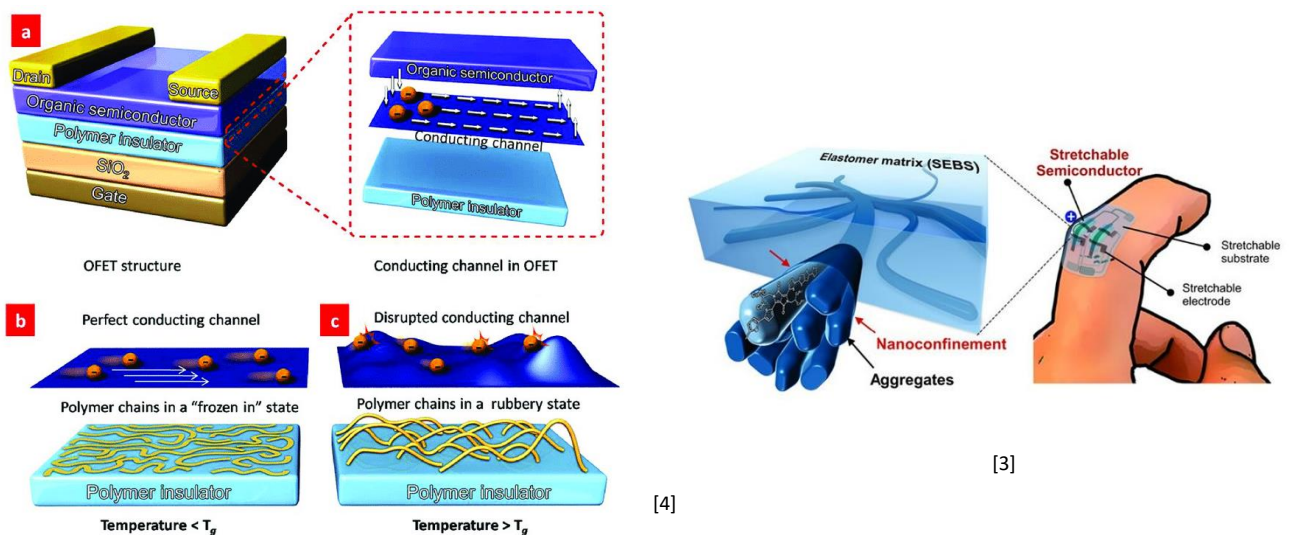 a
Drain
Source
Organic semiconductor
Polymer insulator
SiO₂
Gate
OFET structure
Organic semiconductor
Conducting channel
Polymer insulator
Conducting channel in OFET
b
Perfect conducting channel
Polymer chains in a "frozen in" state
Polymer insulator
Temperature < Tg
c
Disrupted conducting channel
Polymer chains in a rubbery state
Polymer insulator
Temperature > Tg
[4]
Elastomer matrix (SEBS)
Nanoconfinement
Aggregates
Stretchable
Semiconductor
+
Stretchable
substrate
Stretchable
electrode
[3]